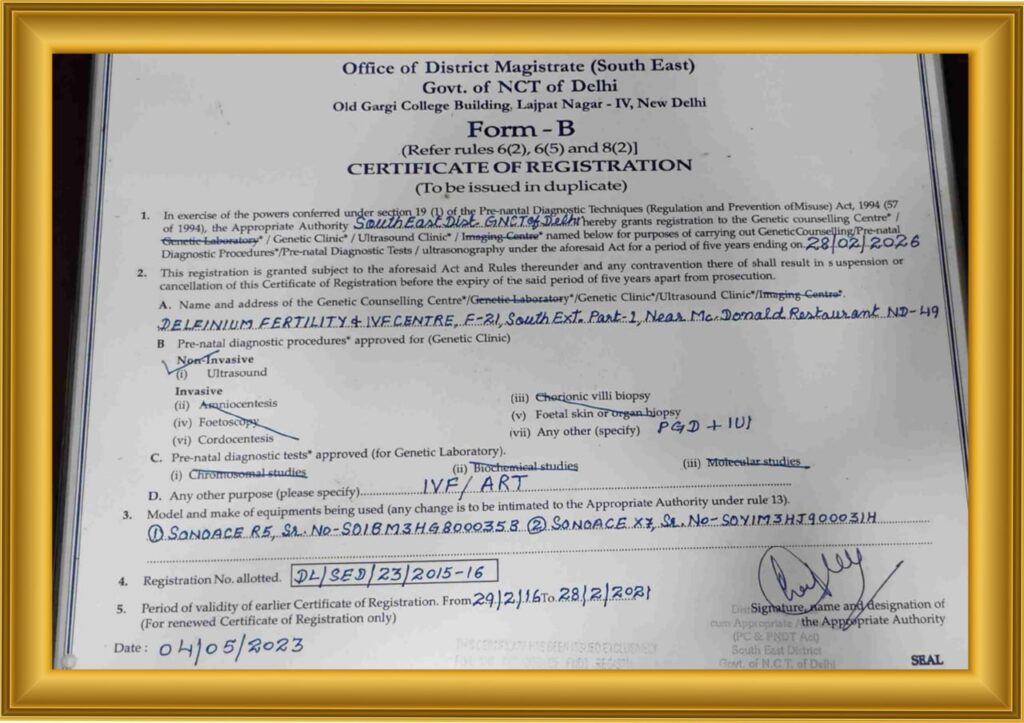 Office of District Magistrate (South East)
Govt. of NCT of Delhi
Old Gargi College Building, Lajpat Nagar - IV, New Delhi
Form - B
(Refer rules 6(2), 6(5) and 8(2)]
CERTIFICATE OF REGISTRATION
(To be issued in duplicate)
1. In exercise of the powers conferred under section 19 (1) of the Pre-nantal Diagnostic Techniques (Regulation and Prevention ofMisuse) Act, 1994 (57
of 1994), the Appropriate Authority South East Dist. GNCT of Delhi hereby grants registration to the Genetic counselling Centre* /
Genetic Laboratory* / Genetic Clinic* / Ultrasound Clinic* / Imaging Centre* named below for purposes of carrying out GeneticCounselling/Pre-natal
Diagnostic Procedures*/Pre-natal Diagnostic Tests / ultrasonography under the aforesaid Act for a period of five years ending on 28/02/2026
2. This registration is granted subject to the aforesaid Act and Rules thereunder and any contravention there of shall result in suspension or
cancellation of this Certificate of Registration before the expiry of the said period of five years apart from prosecution.
A. Name and address of the Genetic Counselling Centre*/Genetic Laboratory*/Genetic Clinic*/Ultrasound Clinic*/Imaging Centre*.
DELFINIUM FERTILITY & IVF CENTRE, F-21, South Ext. Part-1, Near Mc. Donald Restaurant ND-49
B Pre-natal diagnostic procedures* approved for (Genetic Clinic)
Non-Invasive
(i) Ultrasound
Invasive
(ii) Amniocentesis
(iii) Chorionic villi biopsy
(iv) Foetoscopy
(v) Foetal skin or organ biopsy
(vi) Cordocentesis
(vii) Any other (specify) PGD + IUI
C. Pre-natal diagnostic tests* approved (for Genetic Laboratory).
(i) Chromosomal studies (ii) Biochemical studies (iii) Molecular studies
D. Any other purpose (please specify) IVF/ART
3. Model and make of equipments being used (any change is to be intimated to the Appropriate Authority under rule 13).
① SONOACE R5, Sr. No-S01BM3HG800035B ② SONOACE X7, Sr. No-S0Y1M3HJ900031H
4. Registration No. allotted. DL/SED/23/2015-16
5. Period of validity of earlier Certificate of Registration. From 29/2/16 To 28/2/2021
(For renewed Certificate of Registration only)
Signature, name and designation of
the Appropriate Authority
cum Appropriate
(PC & PNDT Act)
South East District
Govt. of N.C.T. of Delhi
Date : 04/05/2023
SEAL